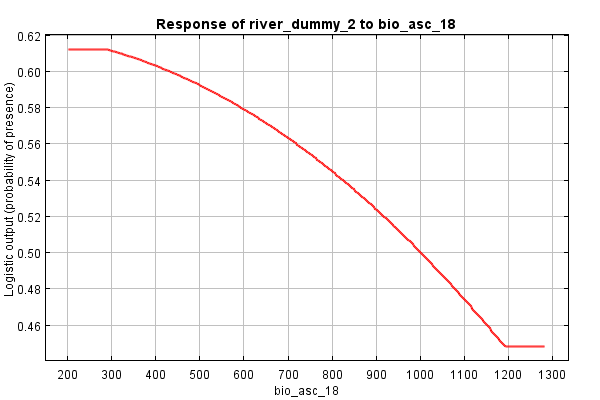 Response of river_dummy_2 to bio_asc_18
Logistic output (probability of presence)
0.62
0.60
0.58
0.56
0.54
0.52
0.50
0.48
0.46
200 300 400 500 600 700 800 900 1000 1100 1200 1300
bio_asc_18